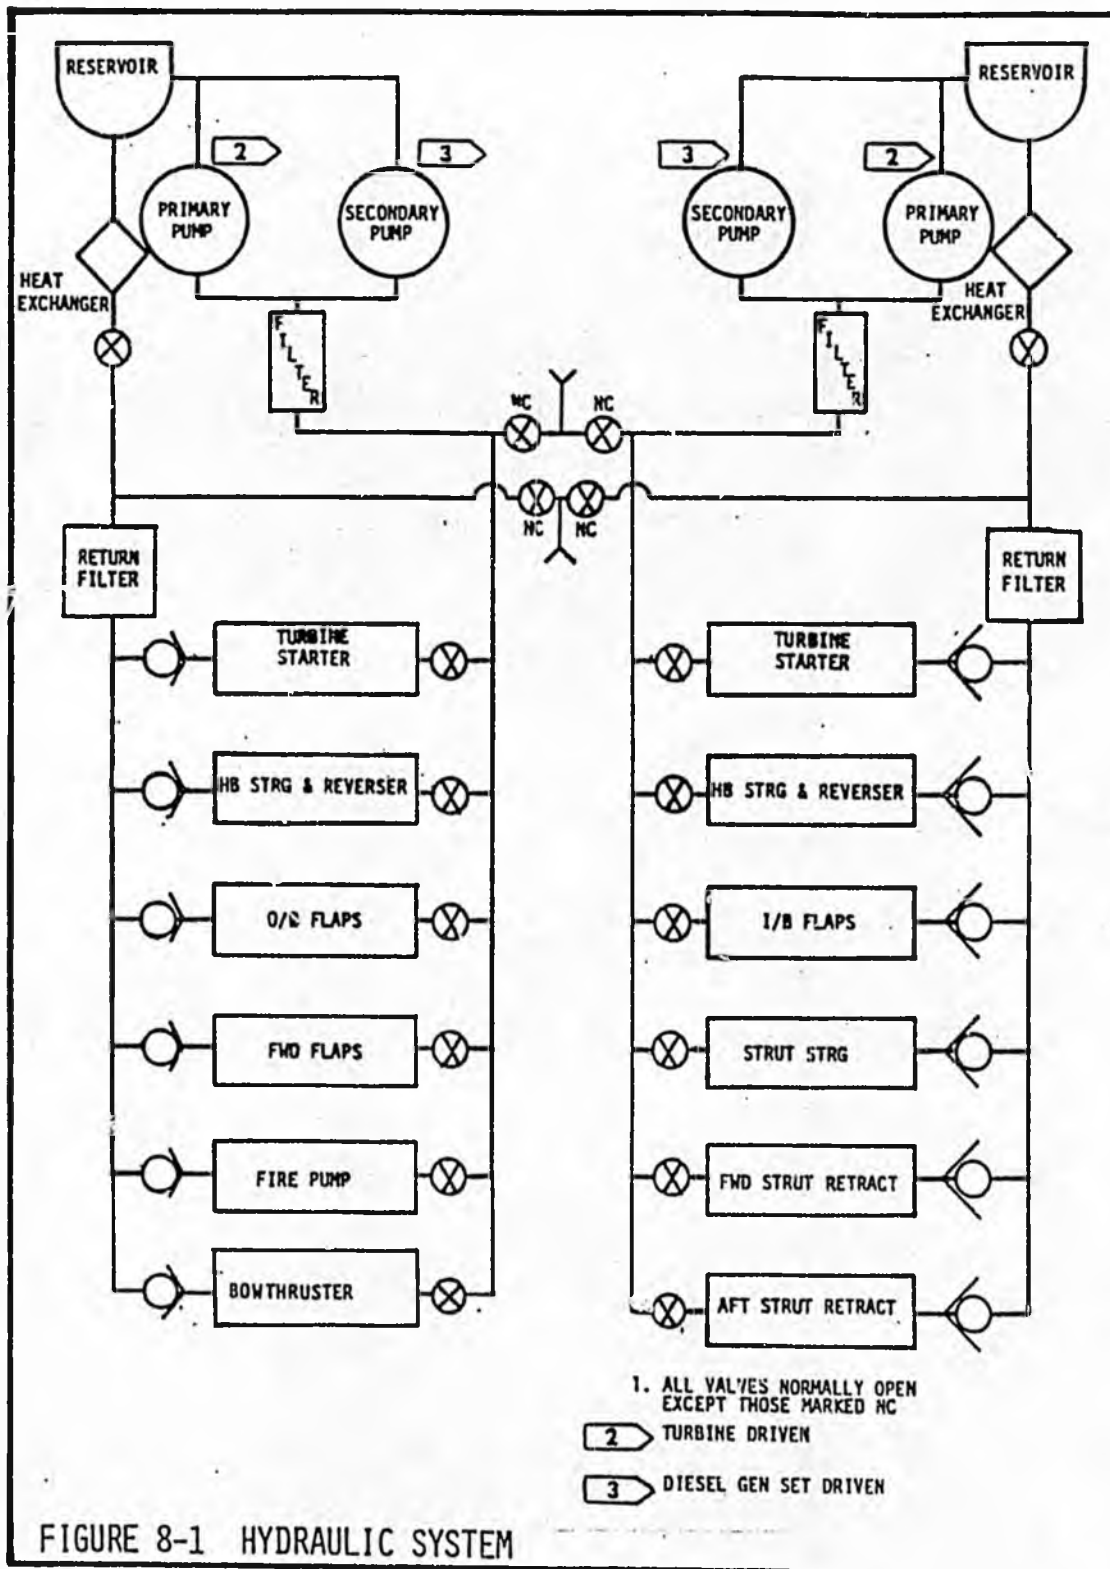 RESERVOIR
RESERVOIR
2
3
3
2
PRIMARY
PUMP
SECONDARY
PUMP
SECONDARY
PUMP
PRIMARY
PUMP
HEAT
EXCHANGER
HEAT
EXCHANGER
FILTER
FILTER
NC
NC
NC
NC
RETURN
FILTER
RETURN
FILTER
TURBINE
STARTER
TURBINE
STARTER
HB STRG & REVERSER
HB STRG & REVERSER
FLAPS
I/B FLAPS
FWD FLAPS
STRUT STRG
FIRE PUMP
FWD STRUT RETRACT
BOWTHRUSTER
AFT STRUT RETRACT
1. ALL VALVES NORMALLY OPEN
EXCEPT THOSE MARKED NC
2 TURBINE DRIVEN
3 DIESEL GEN SET DRIVEN
FIGURE 8-1 HYDRAULIC SYSTEM